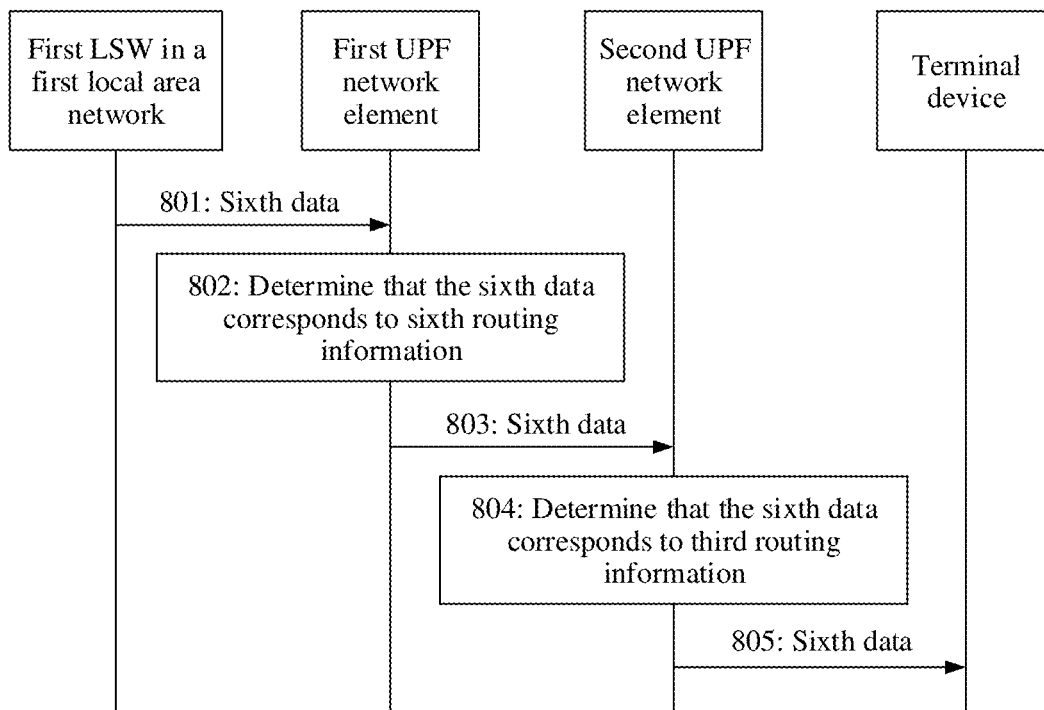 First LSW in a
first local area
network
First UPF
network
element
Second UPF
network
element
Terminal
device
801: Sixth data
802: Determine that the sixth data
corresponds to sixth routing
information
803: Sixth data
804: Determine that the sixth data
corresponds to third routing
information
805: Sixth data